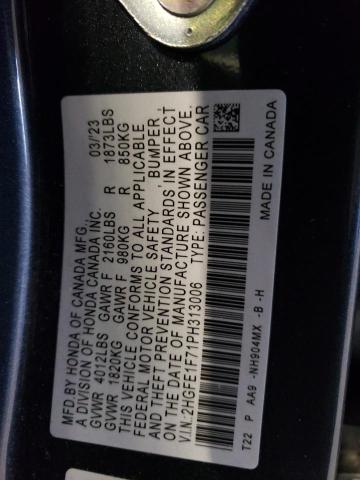 MFD.BY HONDA OF CANADA MFG. 03/23
A DIVISION OF HONDA CANADA INC.
GVWR 4012LBS GAWR F 2160LBS R 1873LBS
GVWR 1820KG GAWR F 980KG R 850KG
THIS VEHICLE CONFORMS TO ALL APPLICABLE
FEDERAL MOTOR VEHICLE SAFETY , BUMPER,
AND THEFT PREVENTION STANDARDS IN EFFECT
ON THE DATE OF MANUFACTURE SHOWN ABOVE.
V.I.N:2HGFE1F71PH313006 TYPE:PASSENGER CAR
T22 P AA9 -NH904MX -B -H MADE IN CANADA